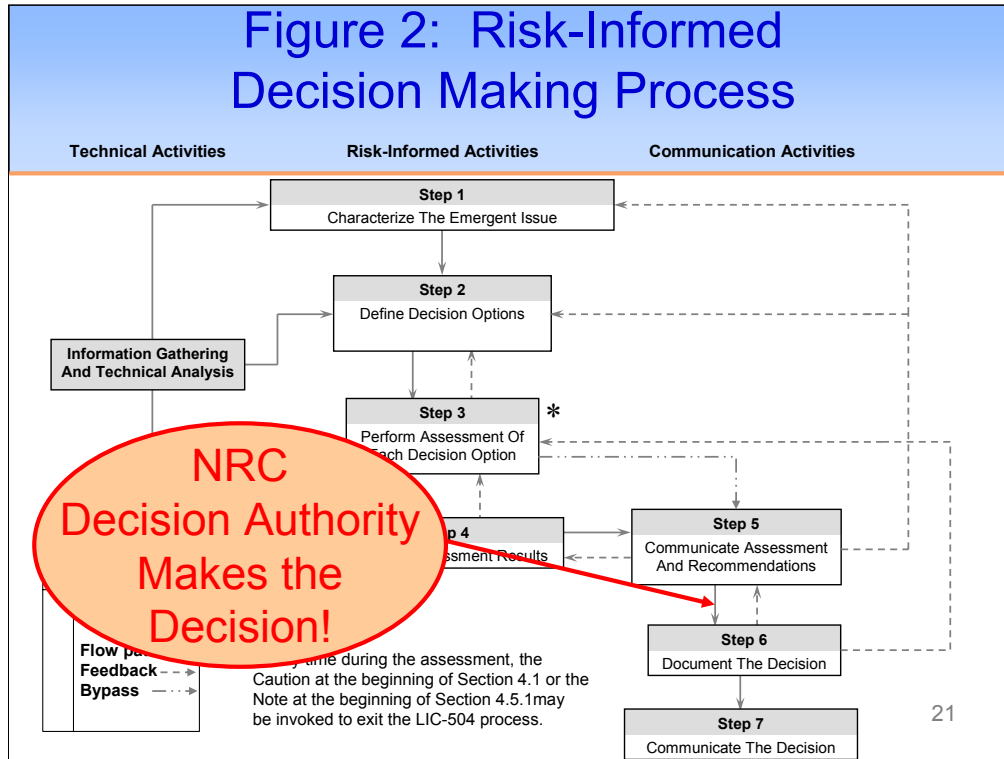 Figure 2: Risk-Informed
Decision Making Process
Technical Activities
Risk-Informed Activities
Communication Activities
Step 1
Characterize The Emergent Issue
Step 2
Define Decision Options
Information Gathering
And Technical Analysis
Step 3
*
Perform Assessment Of
Each Decision Option
NRC
Decision Authority
Makes the
Decision!
4
Results
Step 5
Communicate Assessment
And Recommendations
Step 6
Document The Decision
Step 7
Communicate The Decision
Flow
Feedback
Bypass
time during the assessment, the
Caution at the beginning of Section 4.1 or the
Note at the beginning of Section 4.5.1may
be invoked to exit the LIC-504 process.
21